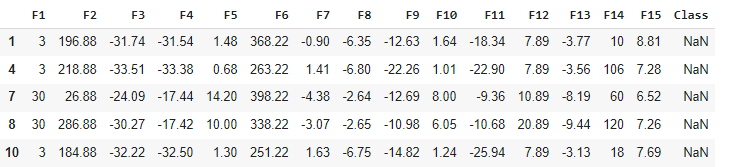 F1 F2 F3 F4 F5 F6 F7 F8 F9 F10 F11 F12 F13 F14 F15 Class
1 3 196.88 -31.74 -31.54 1.48 368.22 -0.90 -6.35 -12.63 1.64 -18.34 7.89 -3.77 10 8.81 NaN
4 3 218.88 -33.51 -33.38 0.68 263.22 1.41 -6.80 -22.26 1.01 -22.90 7.89 -3.56 106 7.28 NaN
7 30 26.88 -24.09 -17.44 14.20 398.22 -4.38 -2.64 -12.69 8.00 -9.36 10.89 -8.19 60 6.52 NaN
8 30 286.88 -30.27 -17.42 10.00 338.22 -3.07 -2.65 -10.98 6.05 -10.68 20.89 -9.44 120 7.26 NaN
10 3 184.88 -32.22 -32.50 1.30 251.22 1.63 -6.75 -14.82 1.24 -25.94 7.89 -3.13 18 7.69 NaN